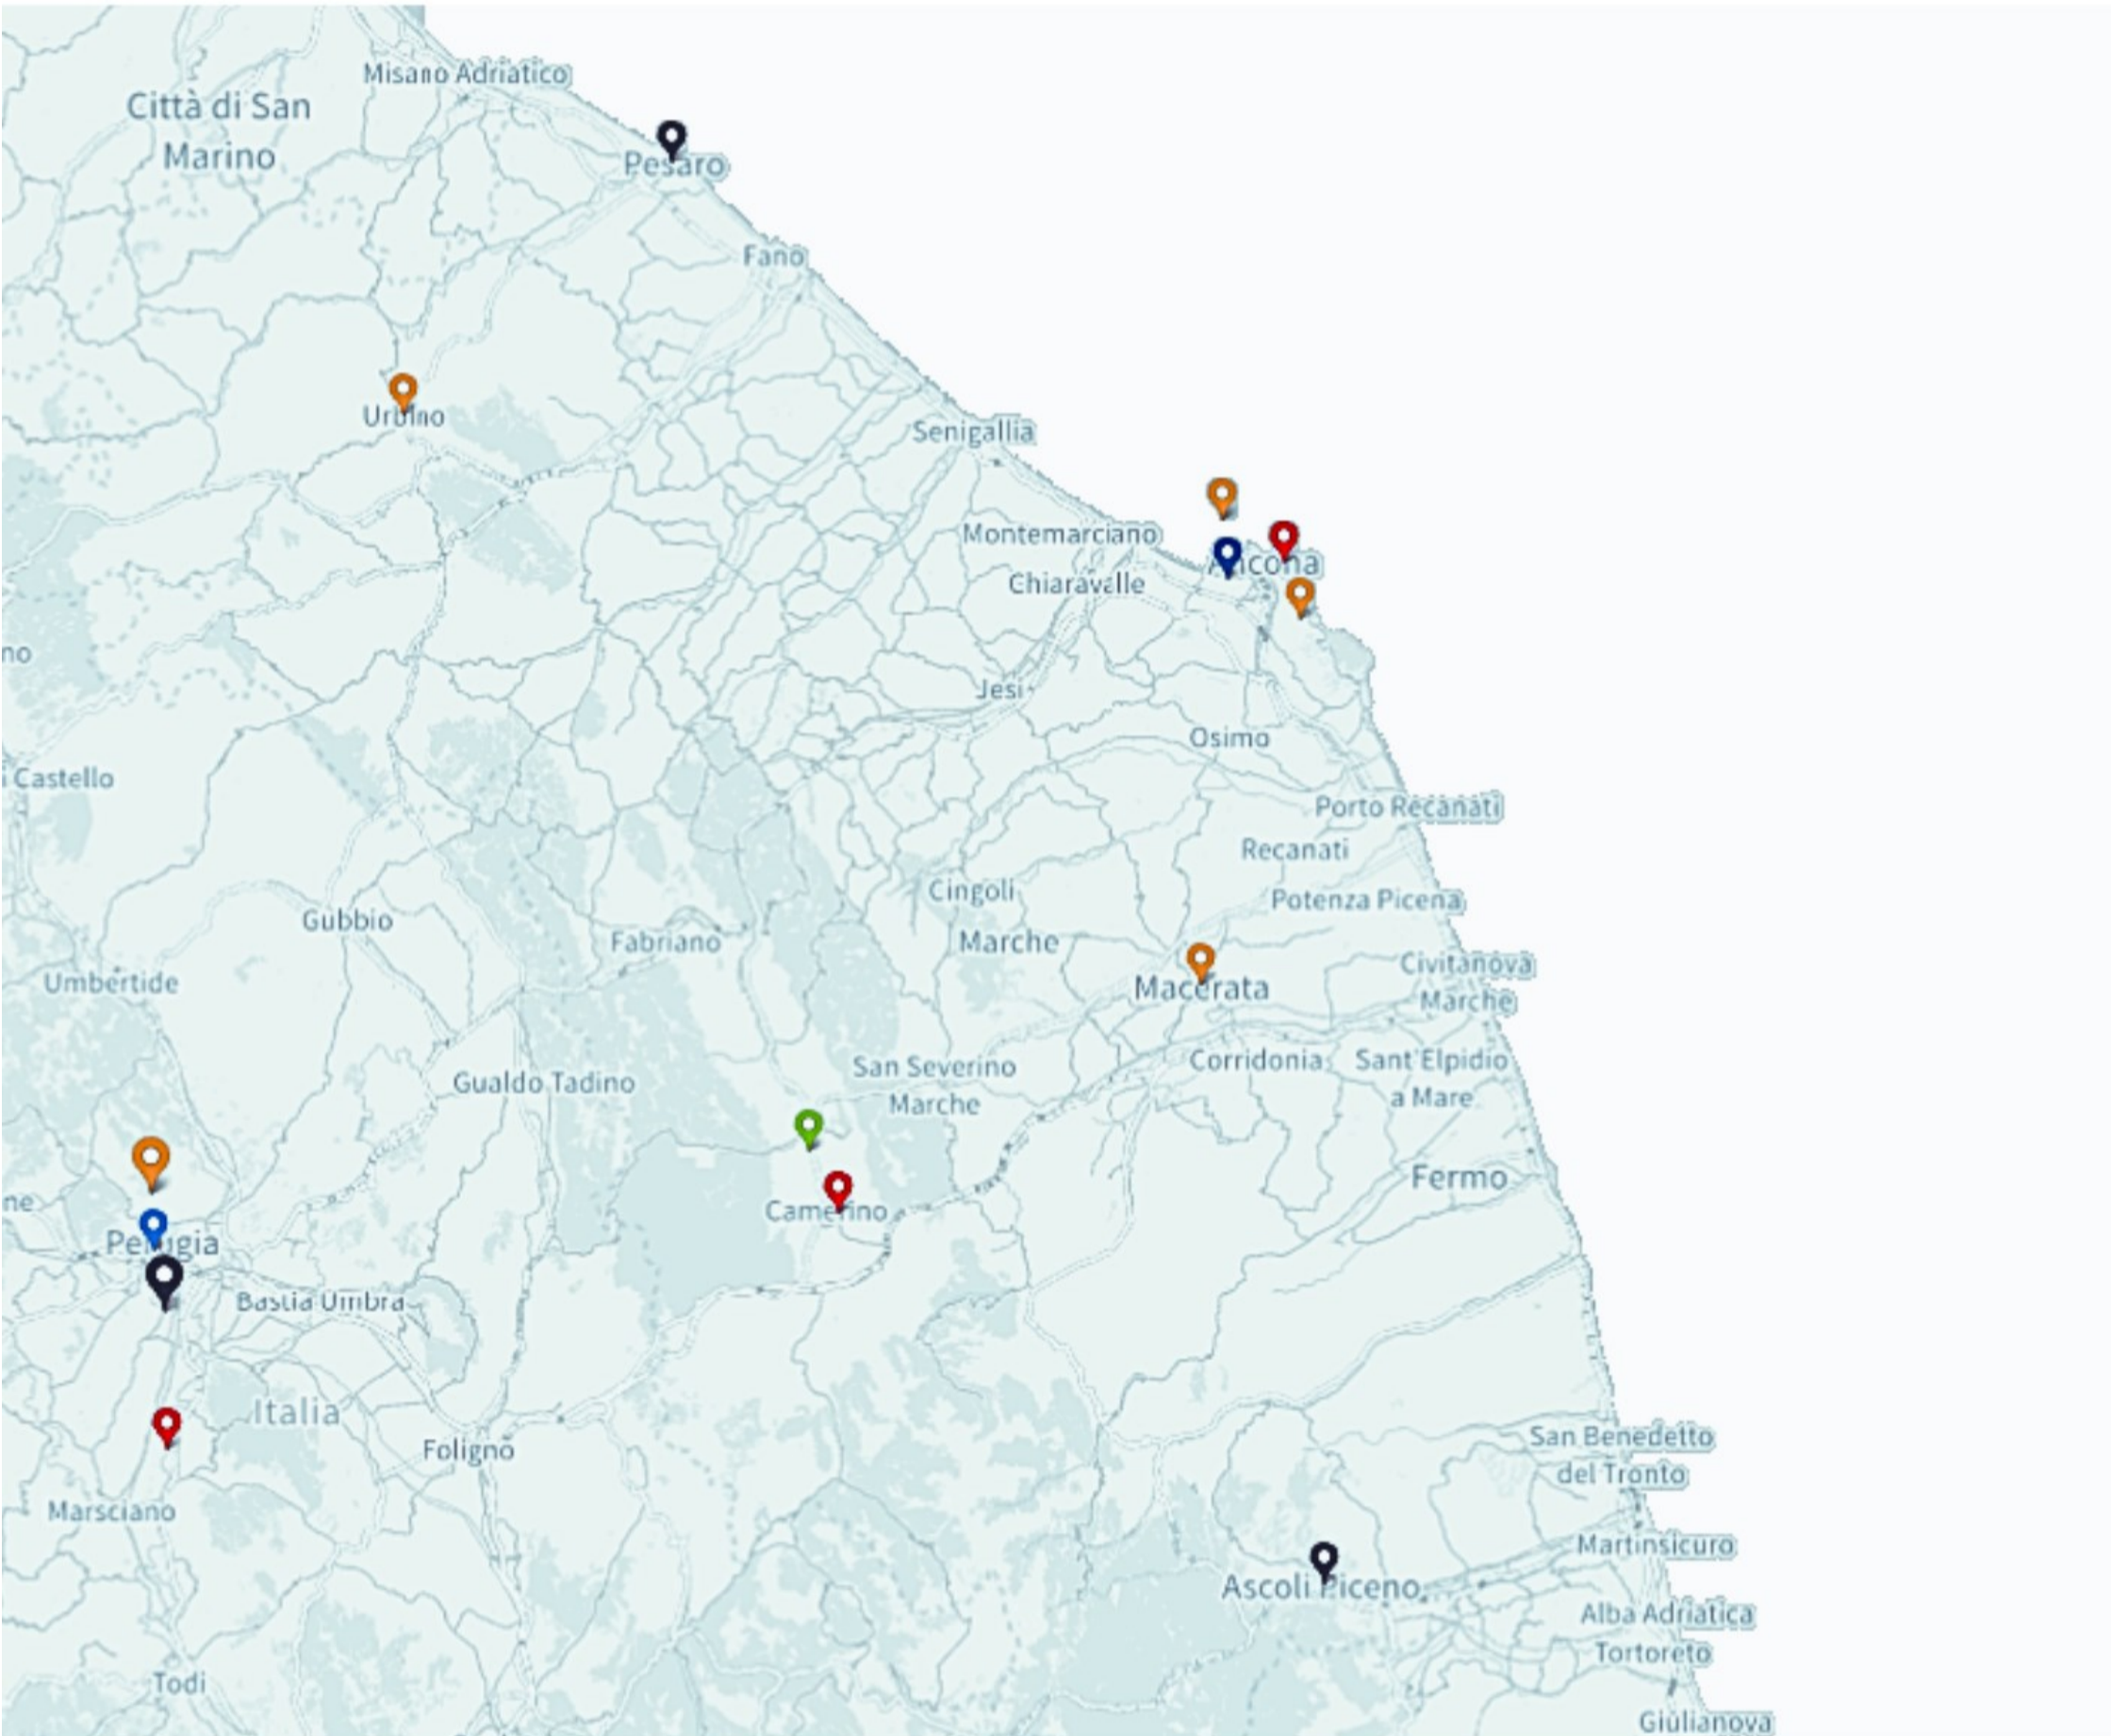 Misano Adriatico
Città di San
Marino
Pesaro
Fano
Urbino
Senigallia
Montemarciano
Ancona
Chiaravalle
no
Jesi
Osimo
Castello
Porto Recanati
Recanati
Cingoli
Potenza Picena
Gubbio
Fabriano
Marche
Civitanova
Marche
Umbertide
Macerata
San Severino
Marche
Corridonia
Sant'Elpidio
a Mare
Gualdo Tadino
Fermo
ne
Camerino
Perugia
Bastia Umbra
Italia
Foligno
San Benedetto
del Tronto
Marsciano
Martinsicuro
Ascoli Piceno
Alba Adriatica
Tortoreto
Todi
Giulianova